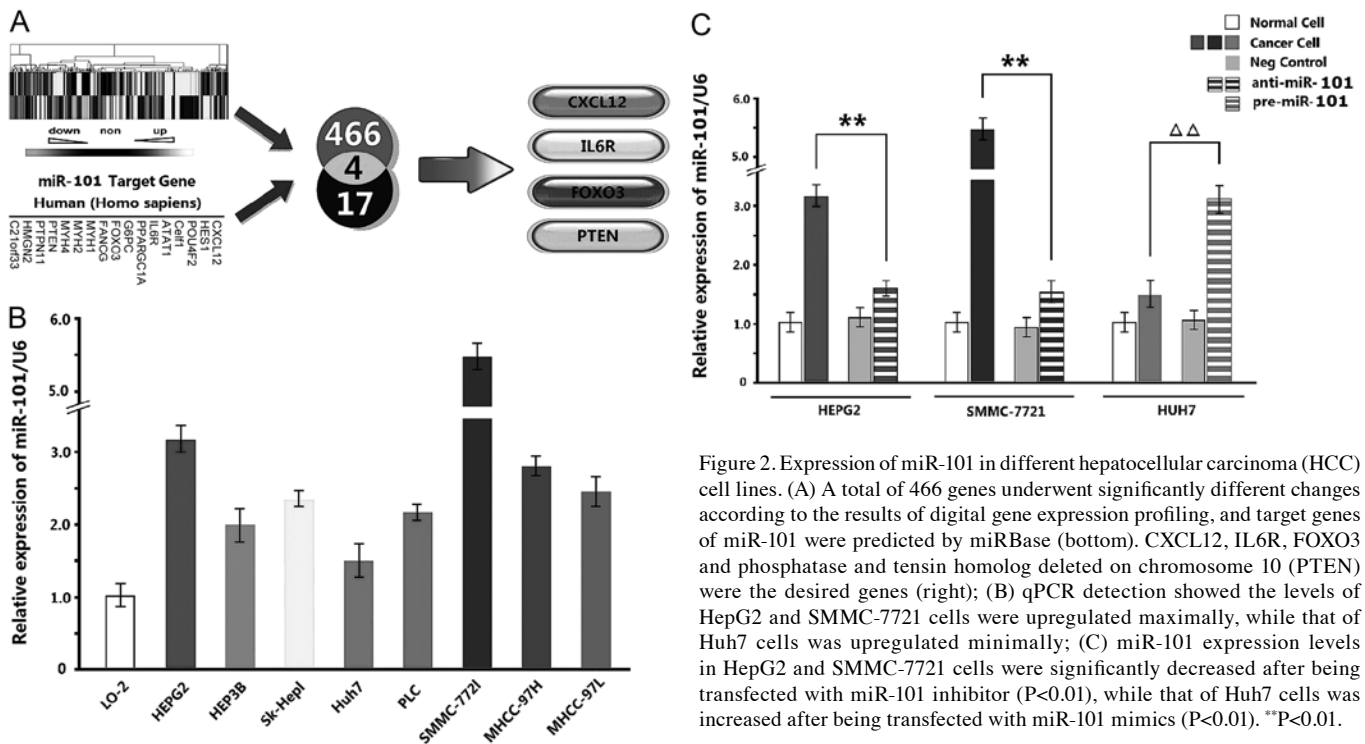 A
down non up
miR-101 Target Gene
Human (Homo sapiens)
C21orf33
HMGN2
PTPN11
PTEN
MYH4
MYH2
MYH1
FANCG
FOXO3
G6PC
PPARGC1A
IL6R
ATAT1
Celf1
POU4F2
HES1
CXCL12
466
4
17
CXCL12
IL6R
FOXO3
PTEN
B
Relative expression of miR-101/U6
6.0
5.0
3.0
2.0
1.0
0
LO-2
HEPG2
HEP3B
Sk-Hepl
Huh7
PLC
SMMC-772l
MHCC-97H
MHCC-97L
C
Normal Cell
Cancer Cell
Neg Control
anti-miR-101
pre-miR-101
Relative expression of miR-101/U6
6.0
5.0
3.0
2.0
1.0
0
**
**
Δ Δ
HEPG2
SMMC-7721
HUH7
Figure 2. Expression of miR-101 in different hepatocellular carcinoma (HCC)
cell lines. (A) A total of 466 genes underwent significantly different changes
according to the results of digital gene expression profiling, and target genes
of miR-101 were predicted by miRBase (bottom). CXCL12, IL6R, FOXO3
and phosphatase and tensin homolog deleted on chromosome 10 (PTEN)
were the desired genes (right); (B) qPCR detection showed the levels of
HepG2 and SMMC-7721 cells were upregulated maximally, while that of
Huh7 cells was upregulated minimally; (C) miR-101 expression levels
in HepG2 and SMMC-7721 cells were significantly decreased after being
transfected with miR-101 inhibitor (P<0.01), while that of Huh7 cells was
increased after being transfected with miR-101 mimics (P<0.01). **P<0.01.